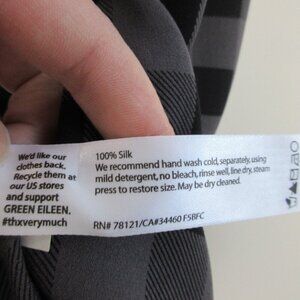 We'd like our
clothes back.
Recycle them at
our US stores
and support
GREEN EILEEN.
#thxverymuch
100% Silk
We recommend hand wash cold, separately, using
mild detergent, no bleach, rinse well, line dry, steam
press to restore size. May be dry cleaned.
RN# 78121/CA#34460 F5BFC